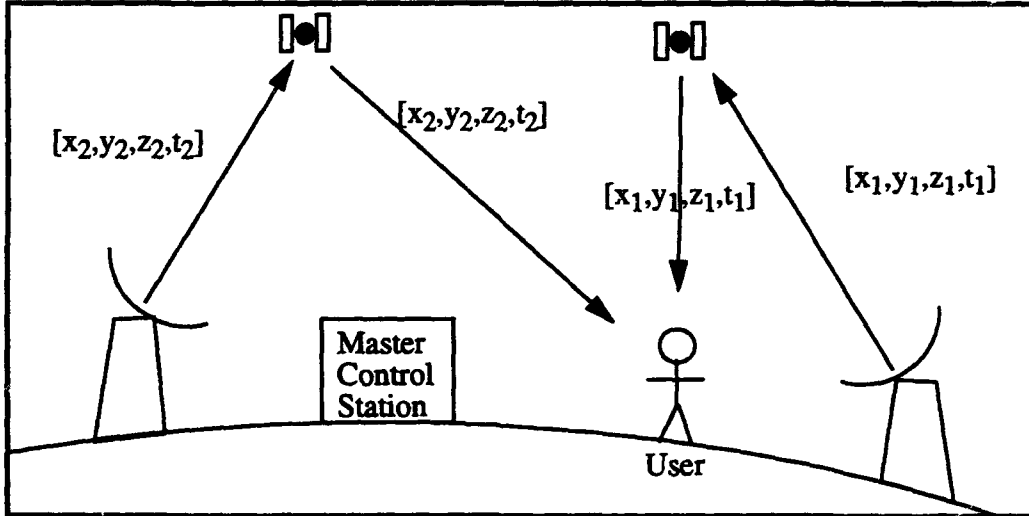 [x2,y2,z2,t2]
[x2,y2,z2,t2]
[x1,y1,z1,t1]
[x1,y1,z1,t1]
Master
Control
Station
User